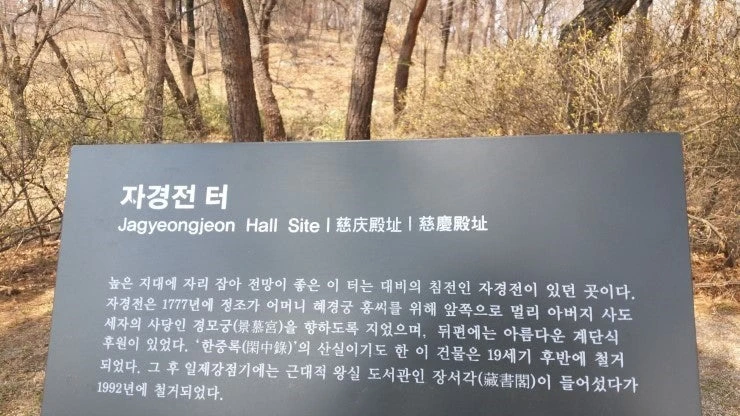 자경전 터
Jagyeongjeon Hall Site | 慈庆殿址 | 慈慶殿址
높은 지대에 자리 잡아 전망이 좋은 이 터는 대비의 침전인 자경전이 있던 곳이다.
자경전은 1777년에 정조가 어머니 혜경궁 홍씨를 위해 앞쪽으로 멀리 아버지 사도
세자의 사당인 경모궁(景慕宮)을 향하도록 지었으며, 뒤편에는 아름다운 계단식
후원이 있었다. ‘한중록(閑中錄)’의 산실이기도 한 이 건물은 19세기 후반에 철거
되었다. 그 후 일제강점기에는 근대적 왕실 도서관인 장서각(藏書閣)이 들어섰다가
1992년에 철거되었다.